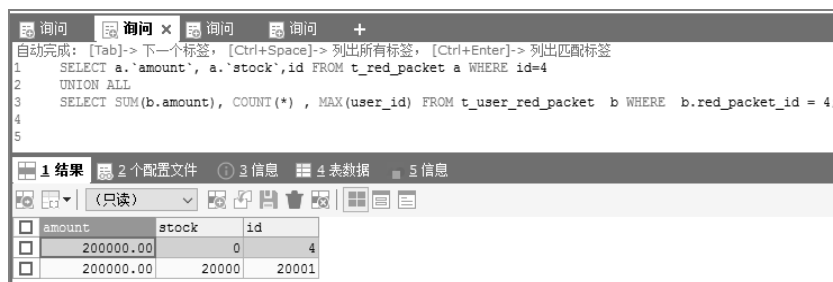 询问 询问 × 询问 询问 +
自动完成: [Tab]-> 下一个标签, [Ctrl+Space]-> 列出所有标签, [Ctrl+Enter]-> 列出匹配标签
1 SELECT a.`amount`, a.`stock`,id FROM t_red_packet a WHERE id=4
2 UNION ALL
3 SELECT SUM(b.amount), COUNT(*) , MAX(user_id) FROM t_user_red_packet b WHERE b.red_packet_id = 4
4
5
1 结果 2 个配置文件 3 信息 4 表数据 5 信息
(只读)
amount stock id
200000.00 0 4
200000.00 20000 20001